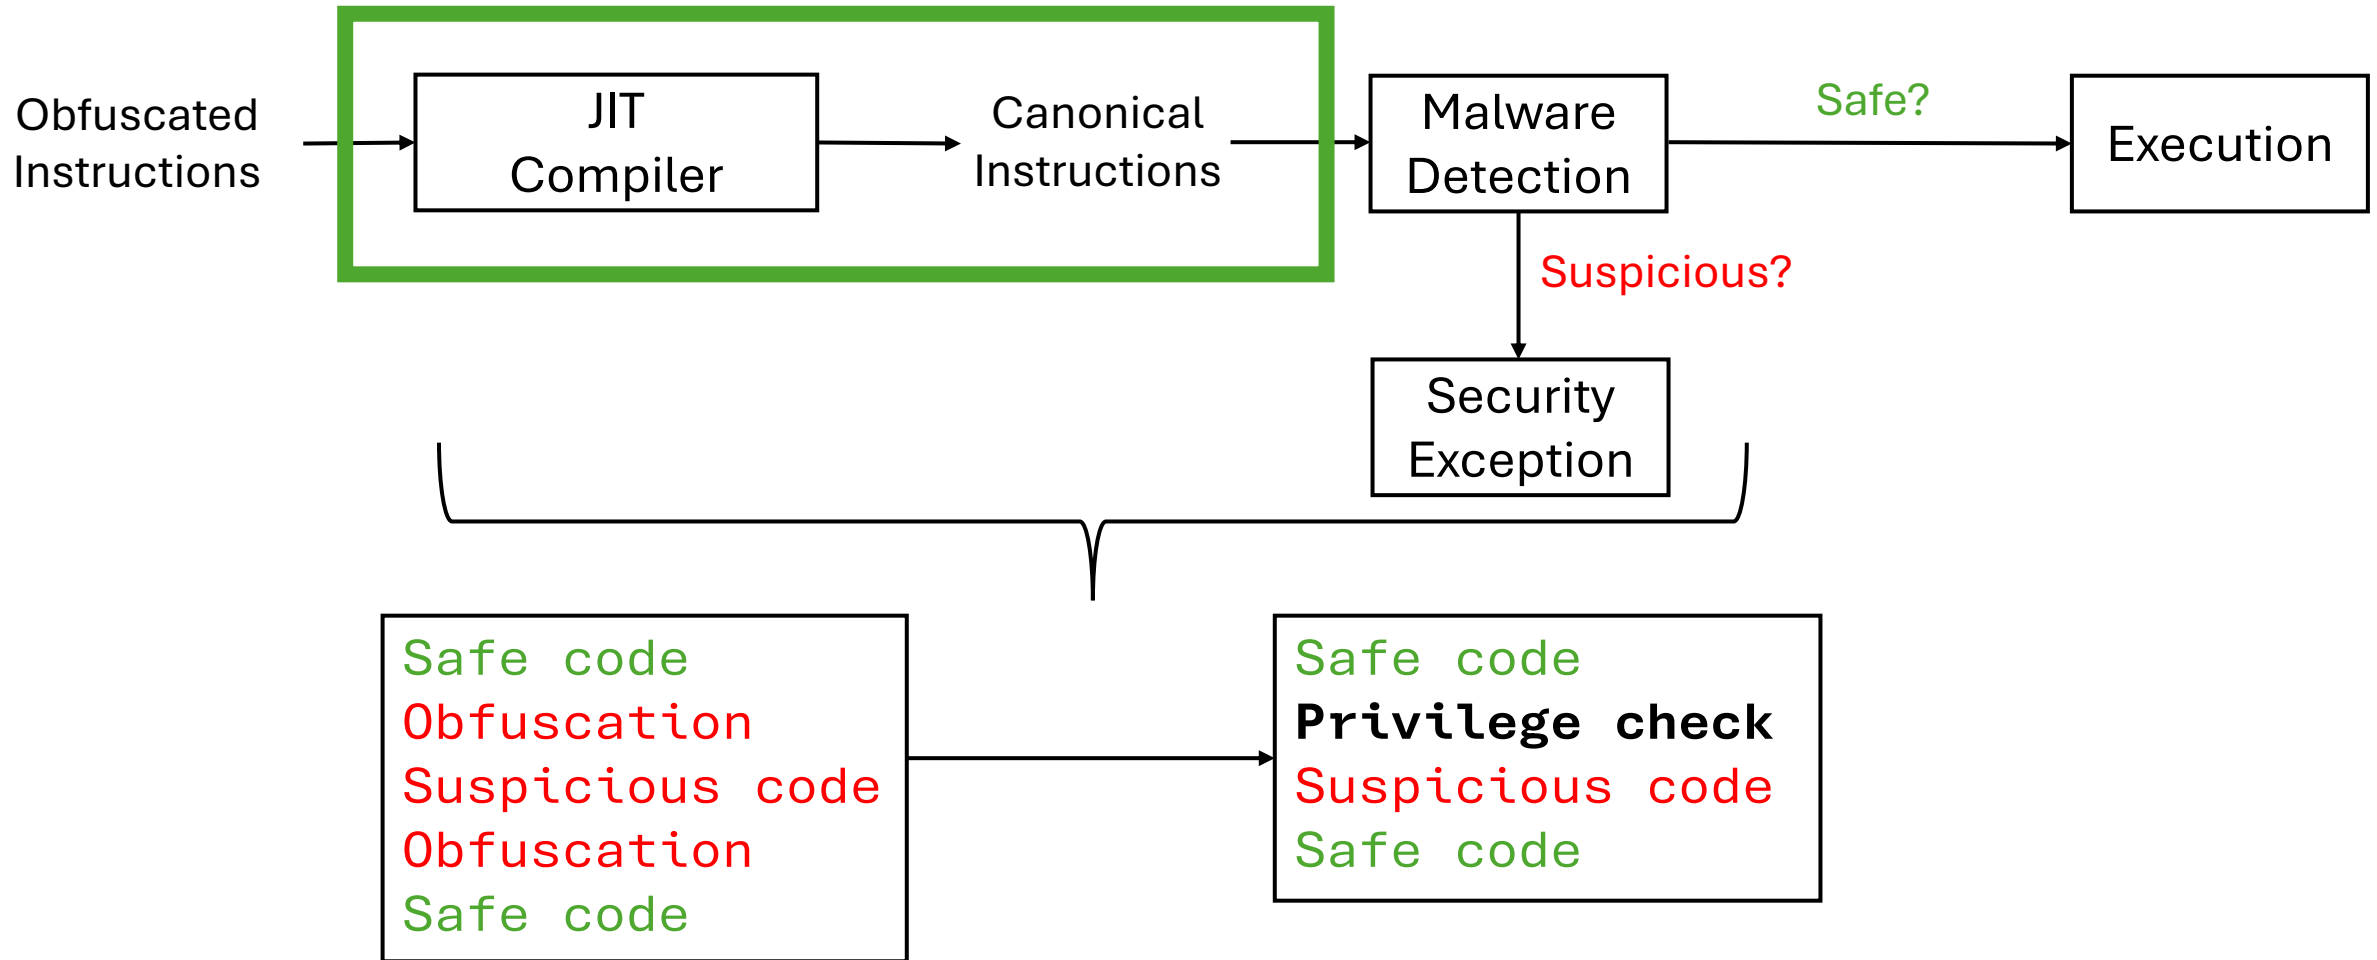 Obfuscated
Instructions
JIT
Compiler
Canonical
Instructions
Malware
Detection
Safe?
Execution
Suspicious?
Security
Exception
Safe code
Obfuscation
Suspicious code
Obfuscation
Safe code
Safe code
Privilege check
Suspicious code
Safe code